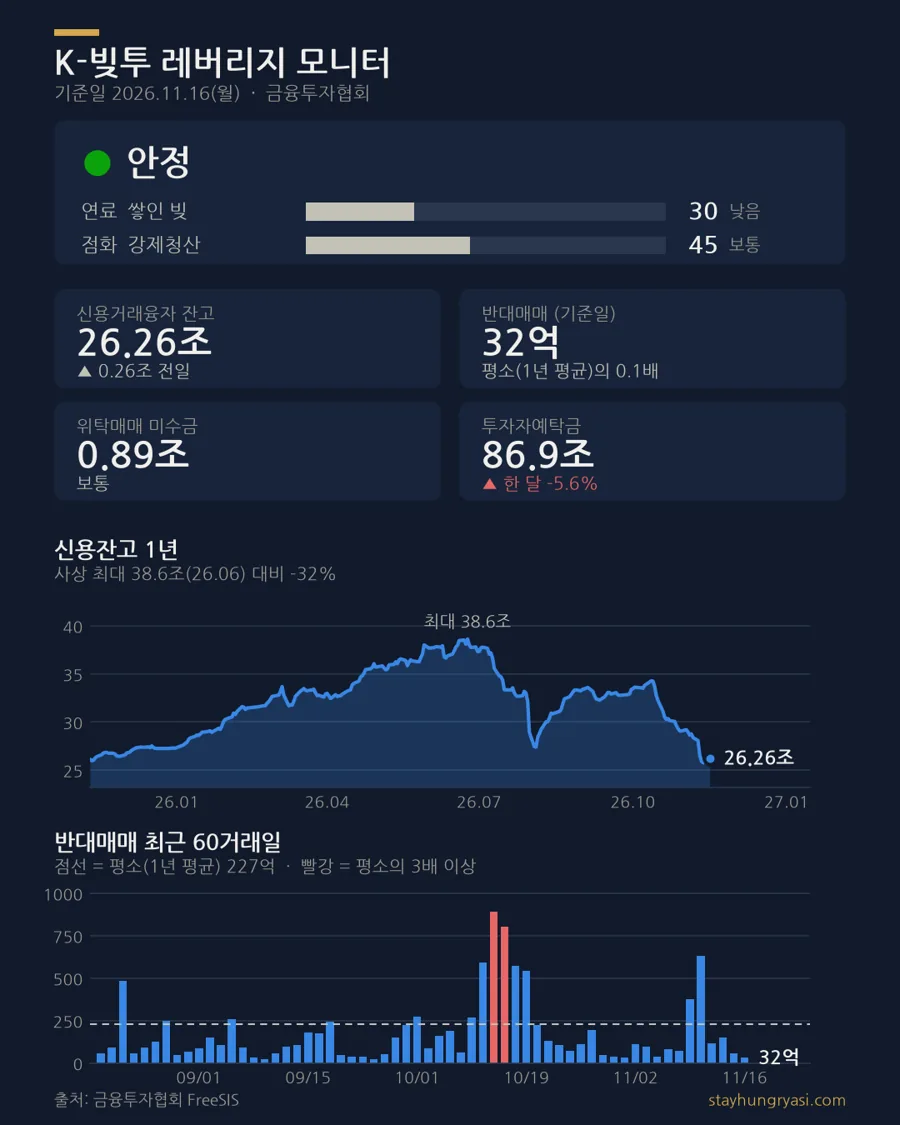 K-빚투 레버리지 모니터
기준일 2026.11.16(월) · 금융투자협회
안정
연료 쌓인 빚 30 낮음
점화 강제청산 45 보통
신용거래융자 잔고
26.26조
▲ 0.26조 전일
반대매매 (기준일)
32억
평소(1년 평균)의 0.1배
위탁매매 미수금
0.89조
보통
투자자예탁금
86.9조
▲ 한 달 -5.6%
신용잔고 1년
사상 최대 38.6조(26.06) 대비 -32%
최대 38.6조
40
35
30
25
26.26조
26.01 26.04 26.07 26.10 27.01
반대매매 최근 60거래일
점선 = 평소(1년 평균) 227억 · 빨강 = 평소의 3배 이상
1000
750
500
250
0
32억
09/01 09/15 10/01 10/19 11/02 11/16
출처: 금융투자협회 FreeSIS
stayhungryasi.com